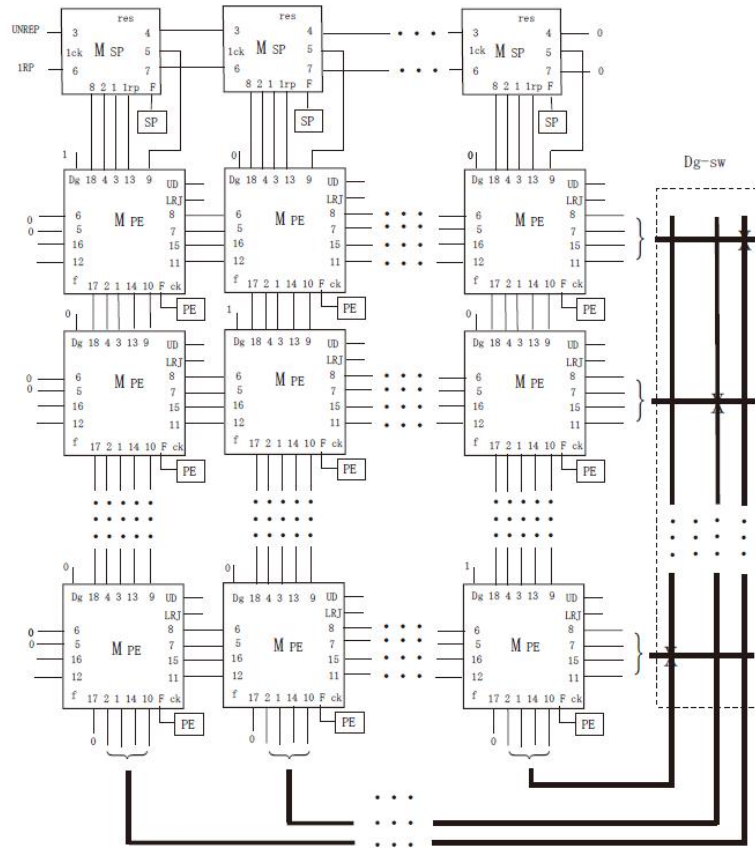 res res res
UNREP 3 4 3 4 3 4 0
1ck M SP 5 1ck M SP 5 1ck M SP 5
1RP 6 7 6 7 6 7 0
8 2 1 1rp F 8 2 1 1rp F 8 2 1 1rp F
SP SP SP
1 0 0 Dg-sw
Dg 18 4 3 13 9 UD Dg 18 4 3 13 9 UD Dg 18 4 3 13 9 UD
LRJ LRJ LRJ
0 6 M PE 8 6 M PE 8 6 M PE 8
0 5 7 5 7 5 7
16 15 16 15 16 15
12 11 12 11 12 11
f f f
17 2 1 14 10 F ck 17 2 1 14 10 F ck 17 2 1 14 10 F ck
PE PE PE
0 1 0
Dg 18 4 3 13 9 UD Dg 18 4 3 13 9 UD Dg 18 4 3 13 9 UD
LRJ LRJ LRJ
0 6 M PE 8 6 M PE 8 6 M PE 8
0 5 7 5 7 5 7
16 15 16 15 16 15
12 11 12 11 12 11
f f f
17 2 1 14 10 F ck 17 2 1 14 10 F ck 17 2 1 14 10 F ck
PE PE PE
0 0 1
Dg 18 4 3 13 9 UD Dg 18 4 3 13 9 UD Dg 18 4 3 13 9 UD
LRJ LRJ LRJ
0 6 M PE 8 6 M PE 8 6 M PE 8
0 5 7 5 7 5 7
16 15 16 15 16 15
12 11 12 11 12 11
f f f
17 2 1 14 10 F ck 17 2 1 14 10 F ck 17 2 1 14 10 F ck
PE PE PE
0 0 0